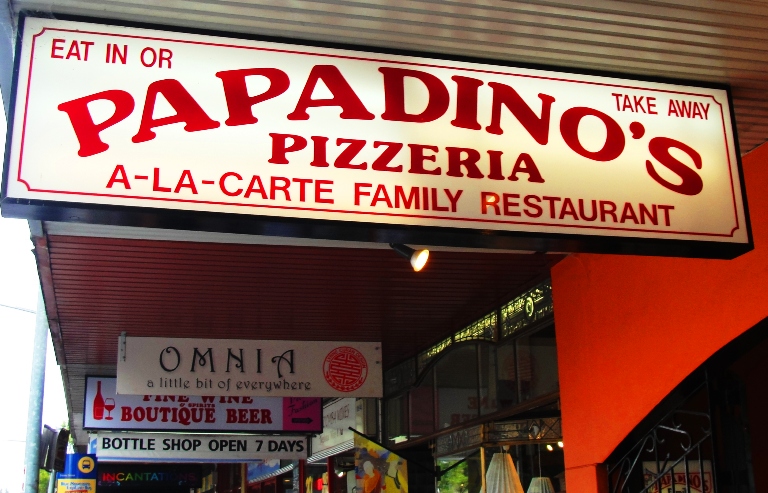 EAT IN OR
TAKE AWAY
PAPADINO'S
PIZZERIA
A-LA-CARTE FAMILY RESTAURANT
OMNIA
a little bit of everywhere
FINE WINE
& SPIRITS
BOUTIQUE BEER
BOTTLE SHOP OPEN 7 DAYS